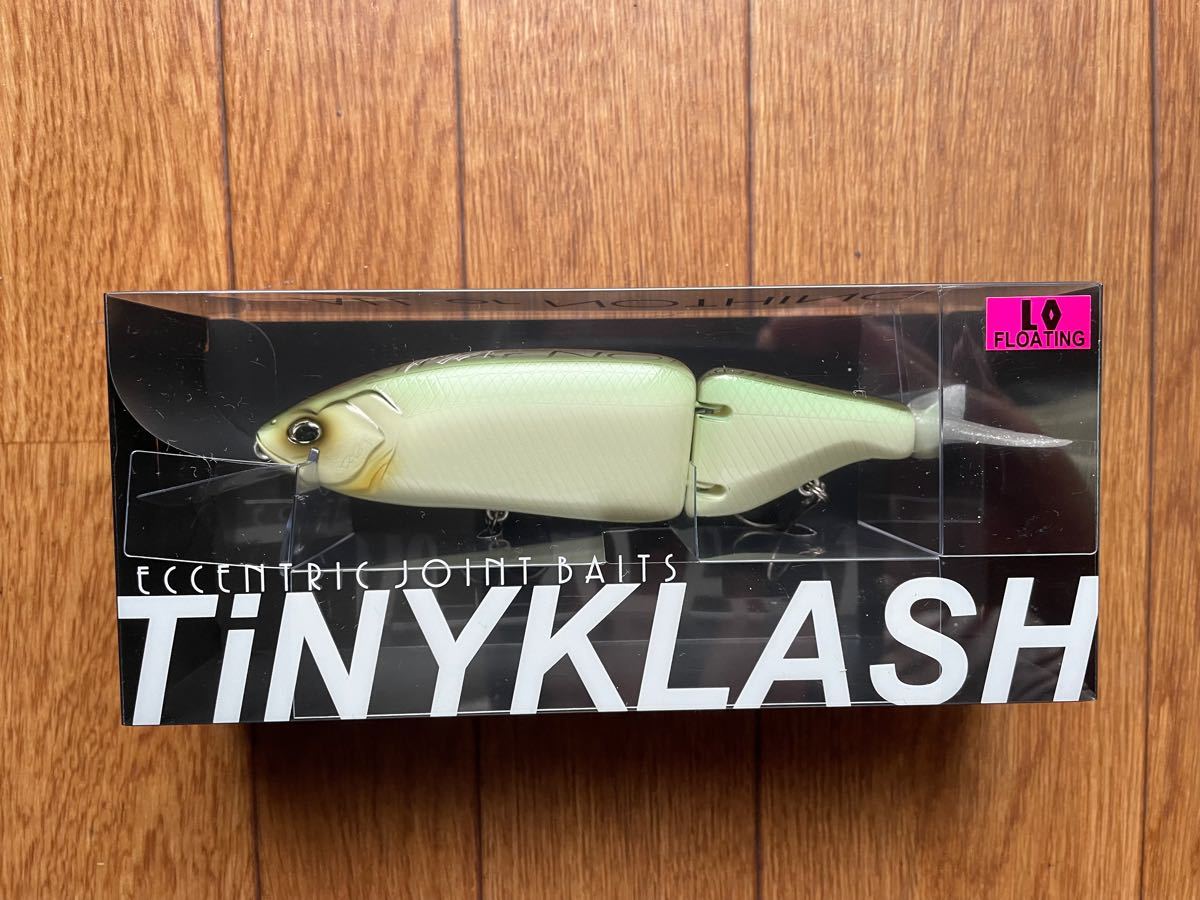 LO
FLOATING
ECCENTRIC JOINT BAITS
TiNYKLASH